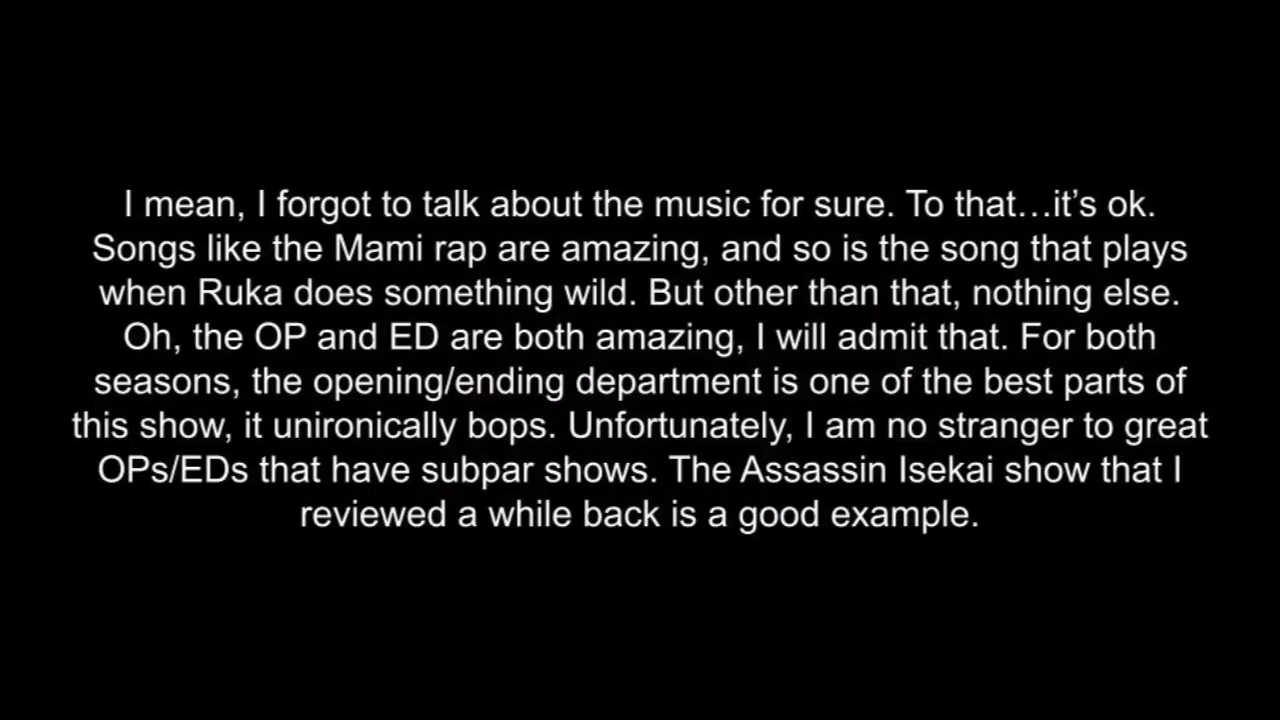 I mean, I forgot to talk about the music for sure. To that…it’s ok.
Songs like the Mami rap are amazing, and so is the song that plays
when Ruka does something wild. But other than that, nothing else.
Oh, the OP and ED are both amazing, I will admit that. For both
seasons, the opening/ending department is one of the best parts of
this show, it unironically bops. Unfortunately, I am no stranger to great
OPs/EDs that have subpar shows. The Assassin Isekai show that I
reviewed a while back is a good example.